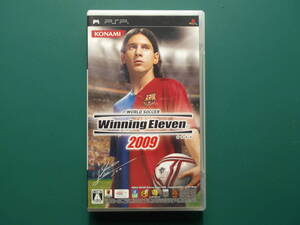 PSP
KONAMI
WORLD SOCCER
Winning Eleven
2009
A